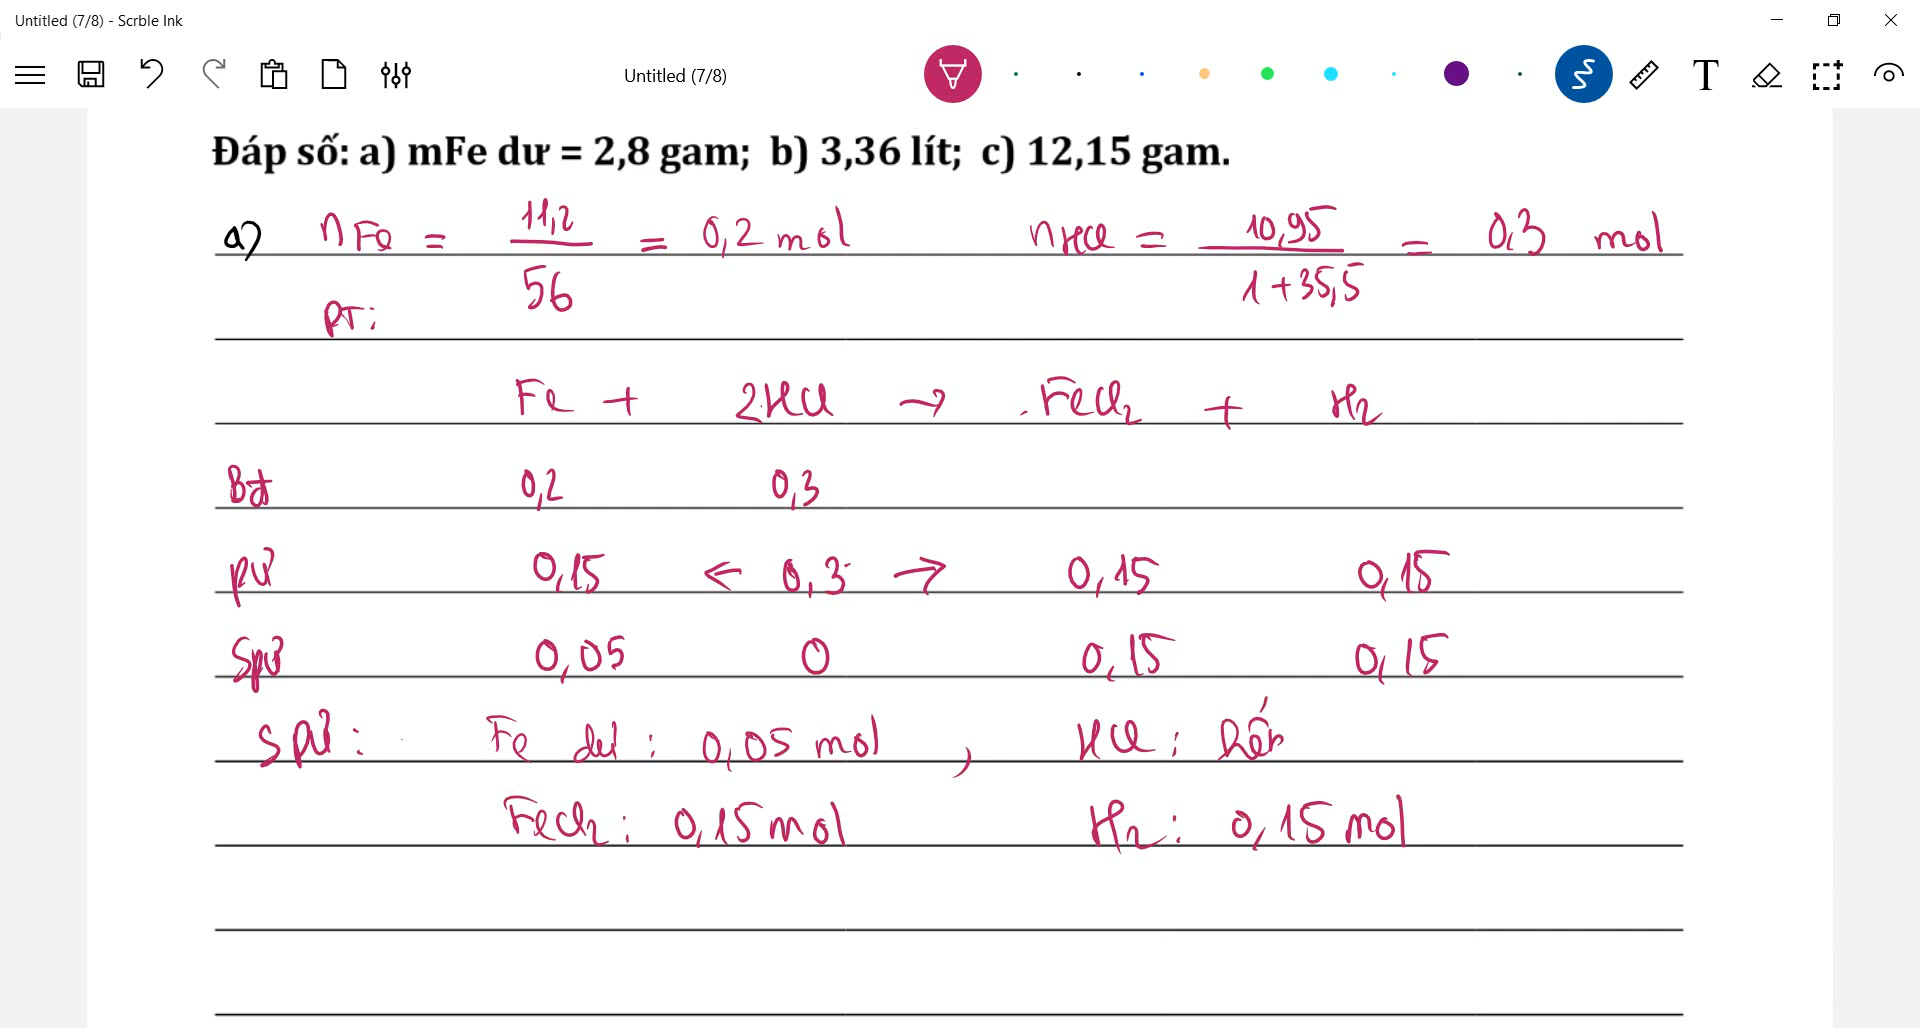 Untitled (7/8) - Scrble Ink
Untitled (7/8)
T
Đáp số: a) mFe dư = 2,8 gam; b) 3,36 lít; c) 12,15 gam.
a) nFe = 11,2 / 56 = 0,2 mol nHCl = 10,95 / 1+35,5 = 0,3 mol
PT:
Fe + 2HCl → FeCl2 + H2
Bđ 0,2 0,3
pư 0,15 ← 0,3 → 0,15 0,15
Spư 0,05 0 0,15 0,15
Spư: Fe dư: 0,05 mol, HCl: hết
FeCl2: 0,15 mol H2: 0,15 mol